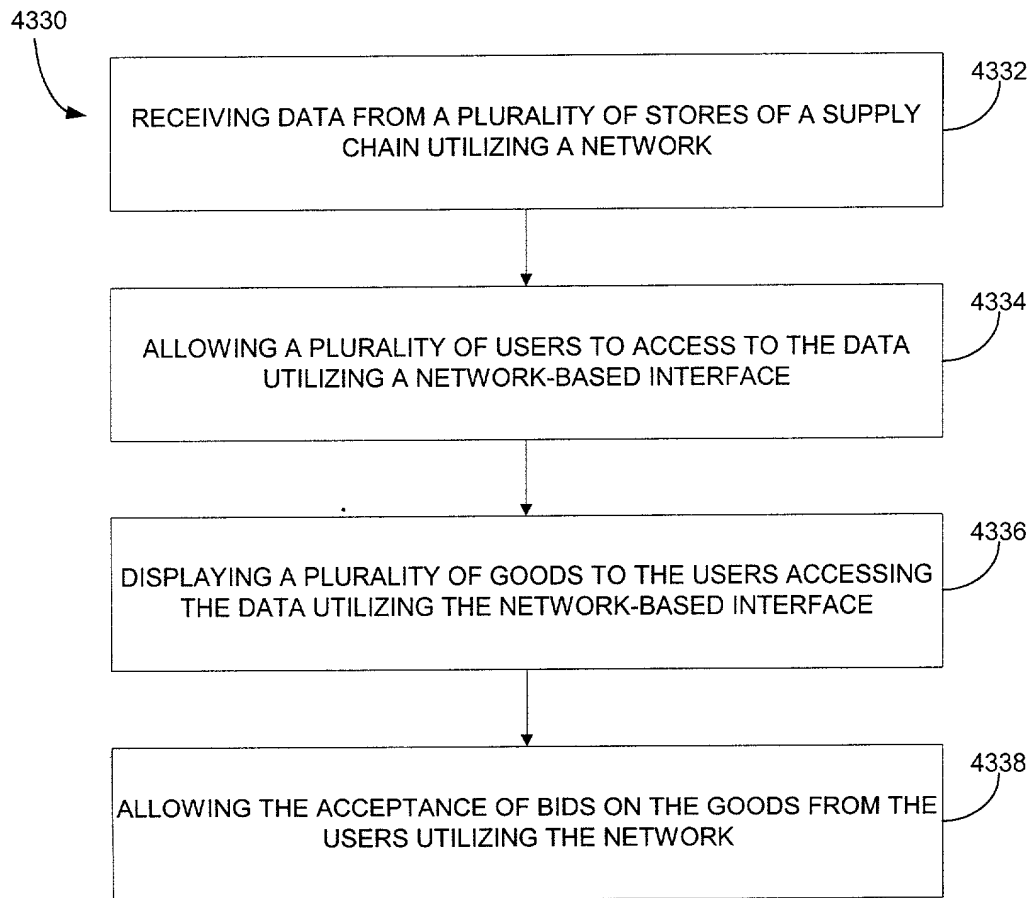 4330
4332
RECEIVING DATA FROM A PLURALITY OF STORES OF A SUPPLY
CHAIN UTILIZING A NETWORK
4334
ALLOWING A PLURALITY OF USERS TO ACCESS TO THE DATA
UTILIZING A NETWORK-BASED INTERFACE
4336
DISPLAYING A PLURALITY OF GOODS TO THE USERS ACCESSING
THE DATA UTILIZING THE NETWORK-BASED INTERFACE
4338
ALLOWING THE ACCEPTANCE OF BIDS ON THE GOODS FROM THE
USERS UTILIZING THE NETWORK